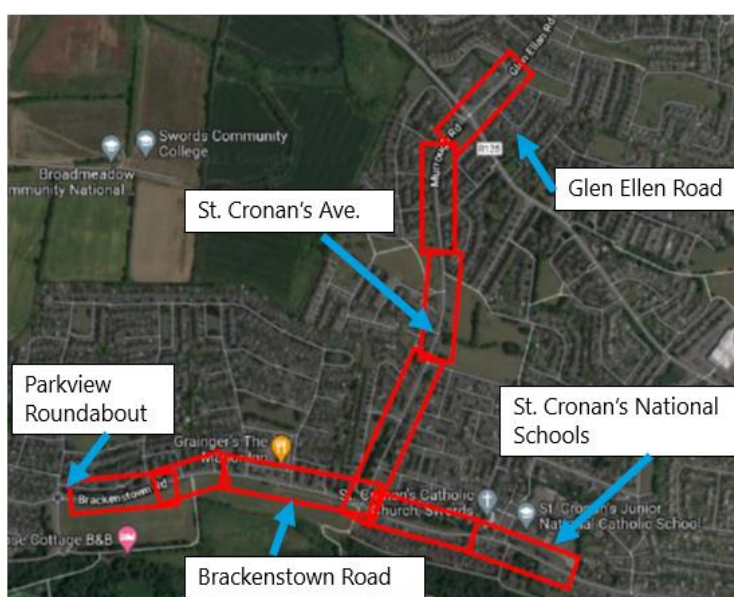 Glen Ellen Rd
Swords Community
College
Broadmeadow
mmunity National ...
Murrough Rd
R125
Glen Ellen Road
St. Cronan's Ave.
Parkview
Roundabout
St. Cronan's National
Schools
Grainger's The
Brackenstown Rd
St. Cronan's Catholic
Church, Swords
St. Cronan's Junior
National Catholic School
se Cottage B&B
Brackenstown Road